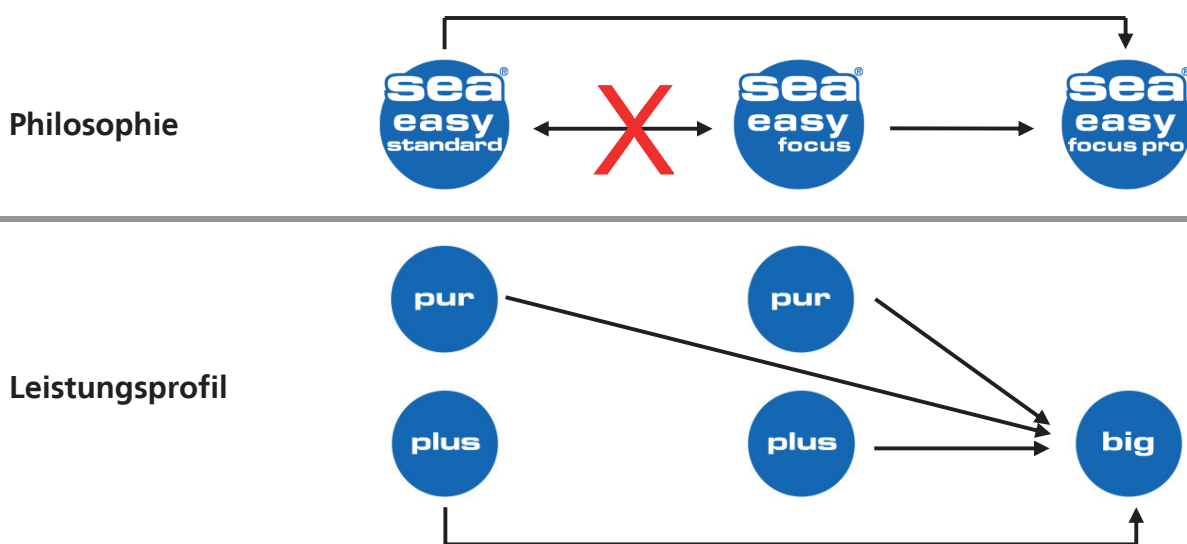 sea®
easy
standard
sea®
easy
focus
sea®
easy
focus pro
Philosophie
pur
pur
Leistungsprofil
plus
plus
big